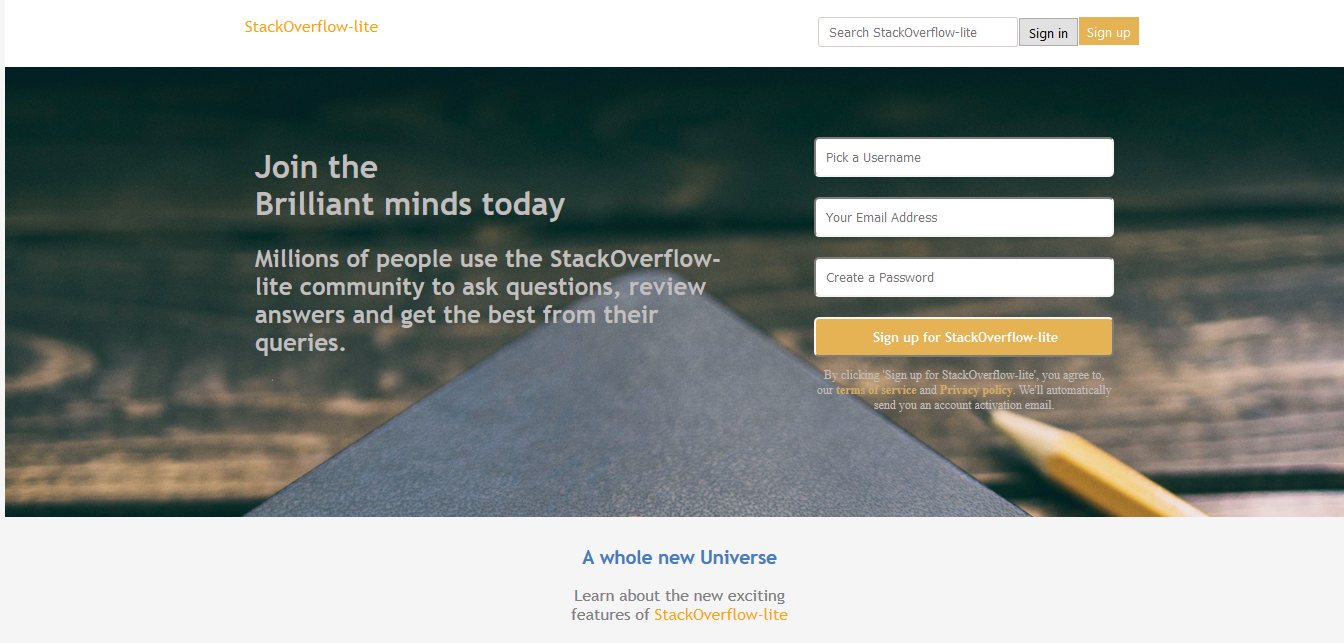 StackOverflow-lite
Search StackOverflow-lite
Sign in
Sign up
Join the
Brilliant minds today
Millions of people use the StackOverflow-
lite community to ask questions, review
answers and get the best from their
queries.
Pick a Username
Your Email Address
Create a Password
Sign up for StackOverflow-lite
By clicking 'Sign up for StackOverflow-lite', you agree to,
our terms of service and Privacy policy. We'll automatically
send you an account activation email.
A whole new Universe
Learn about the new exciting
features of StackOverflow-lite